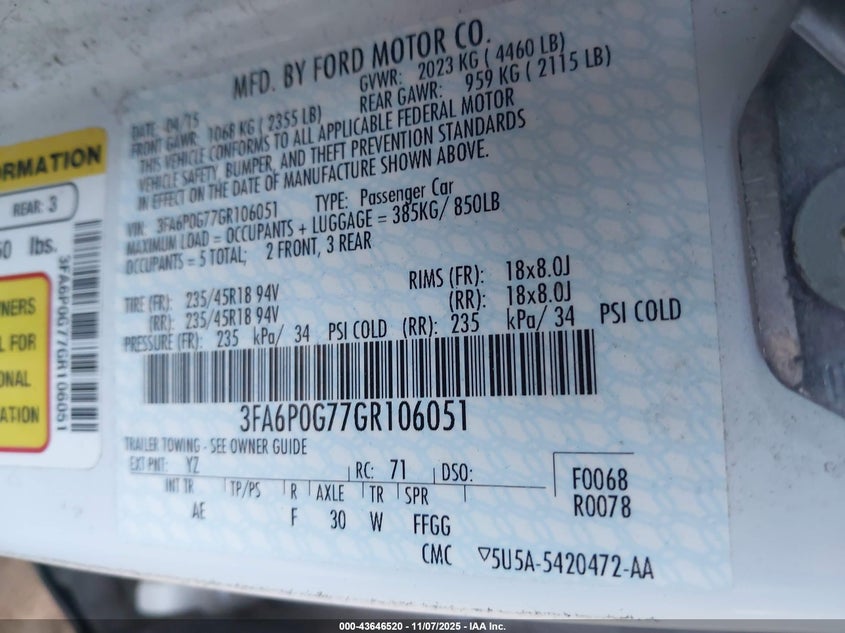 MFD. BY FORD MOTOR CO.
DATE: 04/15 GVWR: 2023 KG ( 4460 LB)
FRONT GAWR: 1068 KG ( 2355 LB) REAR GAWR: 959 KG ( 2115 LB)
THIS VEHICLE CONFORMS TO ALL APPLICABLE FEDERAL MOTOR
VEHICLE SAFETY, BUMPER, AND THEFT PREVENTION STANDARDS
IN EFFECT ON THE DATE OF MANUFACTURE SHOWN ABOVE.
VIN: 3FA6P0G77GR106051 TYPE: Passenger Car
MAXIMUM LOAD = OCCUPANTS + LUGGAGE = 385KG/ 850LB
OCCUPANTS = 5 TOTAL; 2 FRONT, 3 REAR
RIMS (FR): 18x8.0J
TIRE (FR): 235/45R18 94V (RR): 18x8.0J
(RR): 235/45R18 94V
PRESSURE (FR): 235 kPa/ 34 PSI COLD (RR): 235 kPa/ 34 PSI COLD
3FA6P0G77GR106051
TRAILER TOWING - SEE OWNER GUIDE
EXT PNT: YZ RC: 71 DSO:
INT TR TP/PS R AXLE TR SPR
AE F 30 W FFGG
F0068
R0078
CMC ▽5U5A-5420472-AA
ORMATION
REAR: 3
50 lbs.
WNERS
L FOR
ONAL
ATION
3FA6P0G77GR106051
000-43646520 - 11/07/2025 - IAA Inc.